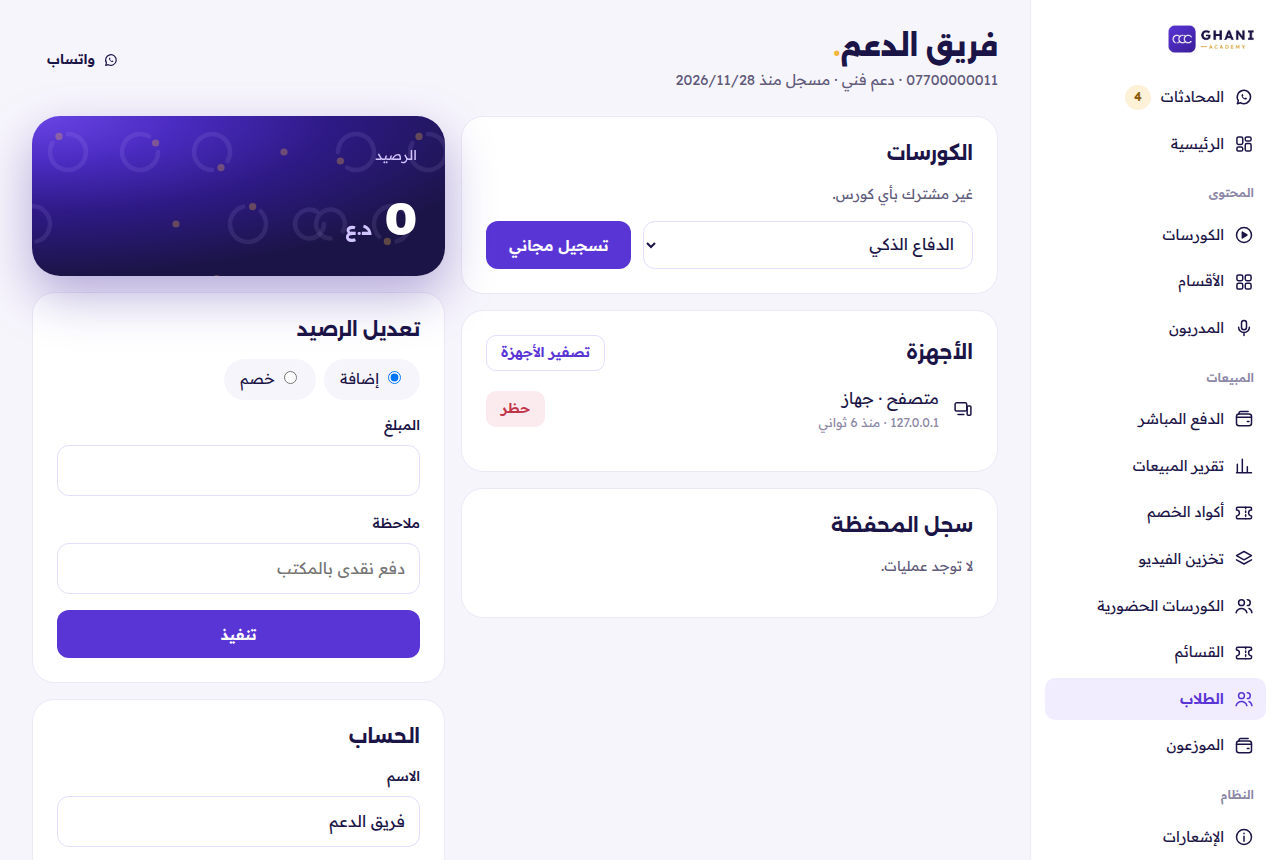 GHANI
ACADEMY
المحادثات 4
الرئيسية
المحتوى
الكورسات
الأقسام
المدربون
المبيعات
الدفع المباشر
تقرير المبيعات
أكواد الخصم
تخزين الفيديو
الكورسات الحضورية
القسائم
الطلاب
الموزعون
النظام
الإشعارات
فريق الدعم.
07700000011 · دعم فني · مسجل منذ 2026/11/28
واتساب
الكورسات
غير مشترك بأي كورس.
الدفاع الذكي
تسجيل مجاني
الأجهزة
تصفير الأجهزة
متصفح · جهاز
127.0.0.1 · منذ 6 ثواني
حظر
سجل المحفظة
لا توجد عمليات.
الرصيد
0 د.ع
تعديل الرصيد
إضافة
خصم
المبلغ
ملاحظة
دفع نقدي بالمكتب
تنفيذ
الحساب
الاسم
فريق الدعم